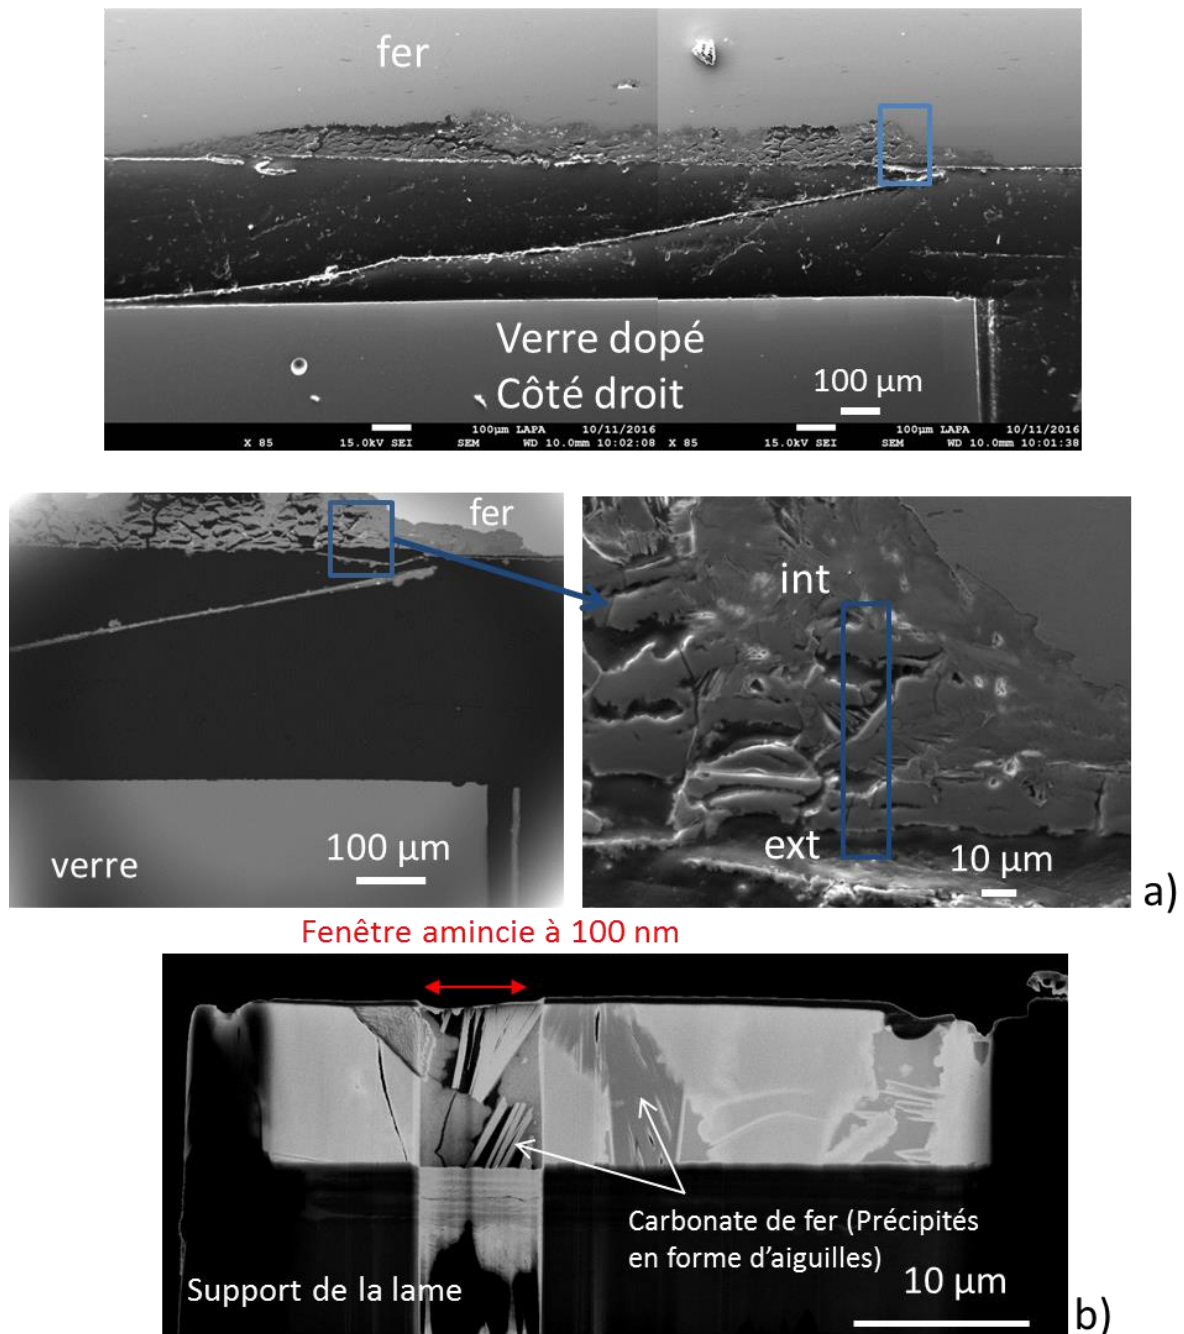 fer
Verre dopé
Côté droit
100 µm
100µm LAPA 10/11/2016 100µm LAPA 10/11/2016
X 85 15.0kV SEI SEM WD 10.0mm 10:02:08 X 85 15.0kV SEI SEM WD 10.0mm 10:01:38
fer
verre
100 µm
int
ext
10 µm
a)
Fenêtre amincie à 100 nm
Carbonate de fer (Précipités
en forme d'aiguilles)
Support de la lame
10 µm
b)